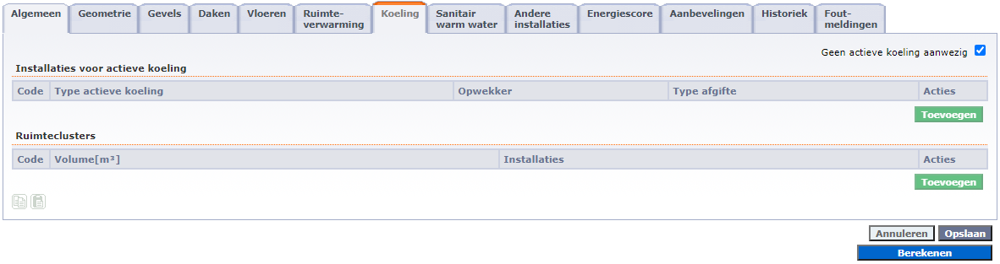 Algemeen Geometrie Gevels Daken Vloeren Ruimte-verwarming Koeling Sanitair warm water Andere installaties Energiescore Aanbevelingen Historiek Fout-meldingen
Geen actieve koeling aanwezig
Installaties voor actieve koeling
Code Type actieve koeling Opwekker Type afgifte Acties
Toevoegen
Ruimteclusters
Code Volume[m³] Installaties Acties
Toevoegen
Annuleren Opslaan
Berekenen